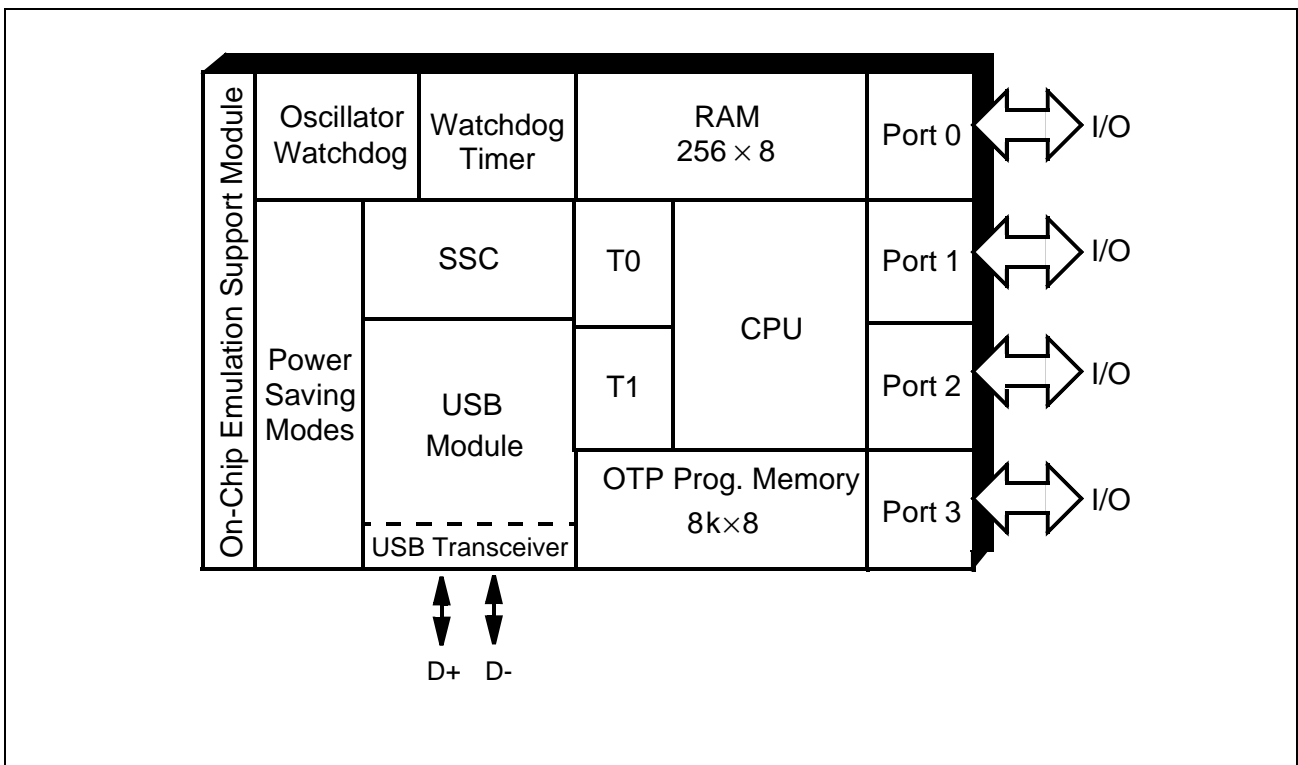 On-Chip Emulation Support Module
Oscillator
Watchdog
Watchdog
Timer
RAM
256 × 8
Port 0
I/O
SSC
T0
CPU
Port 1
I/O
Power
Saving
Modes
USB
Module
T1
Port 2
I/O
OTP Prog. Memory
8k×8
Port 3
I/O
USB Transceiver
D+ D-